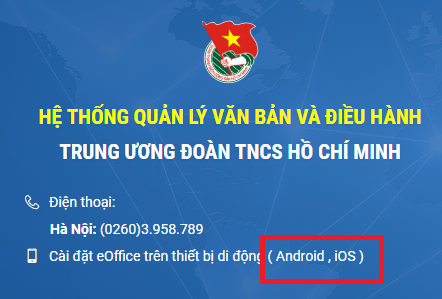 HỆ THỐNG QUẢN LÝ VĂN BẢN VÀ ĐIỀU HÀNH
TRUNG ƯƠNG ĐOÀN TNCS HỒ CHÍ MINH
Điện thoại:
Hà Nội: (0260)3.958.789
Cài đặt eOffice trên thiết bị di động ( Android , iOS )